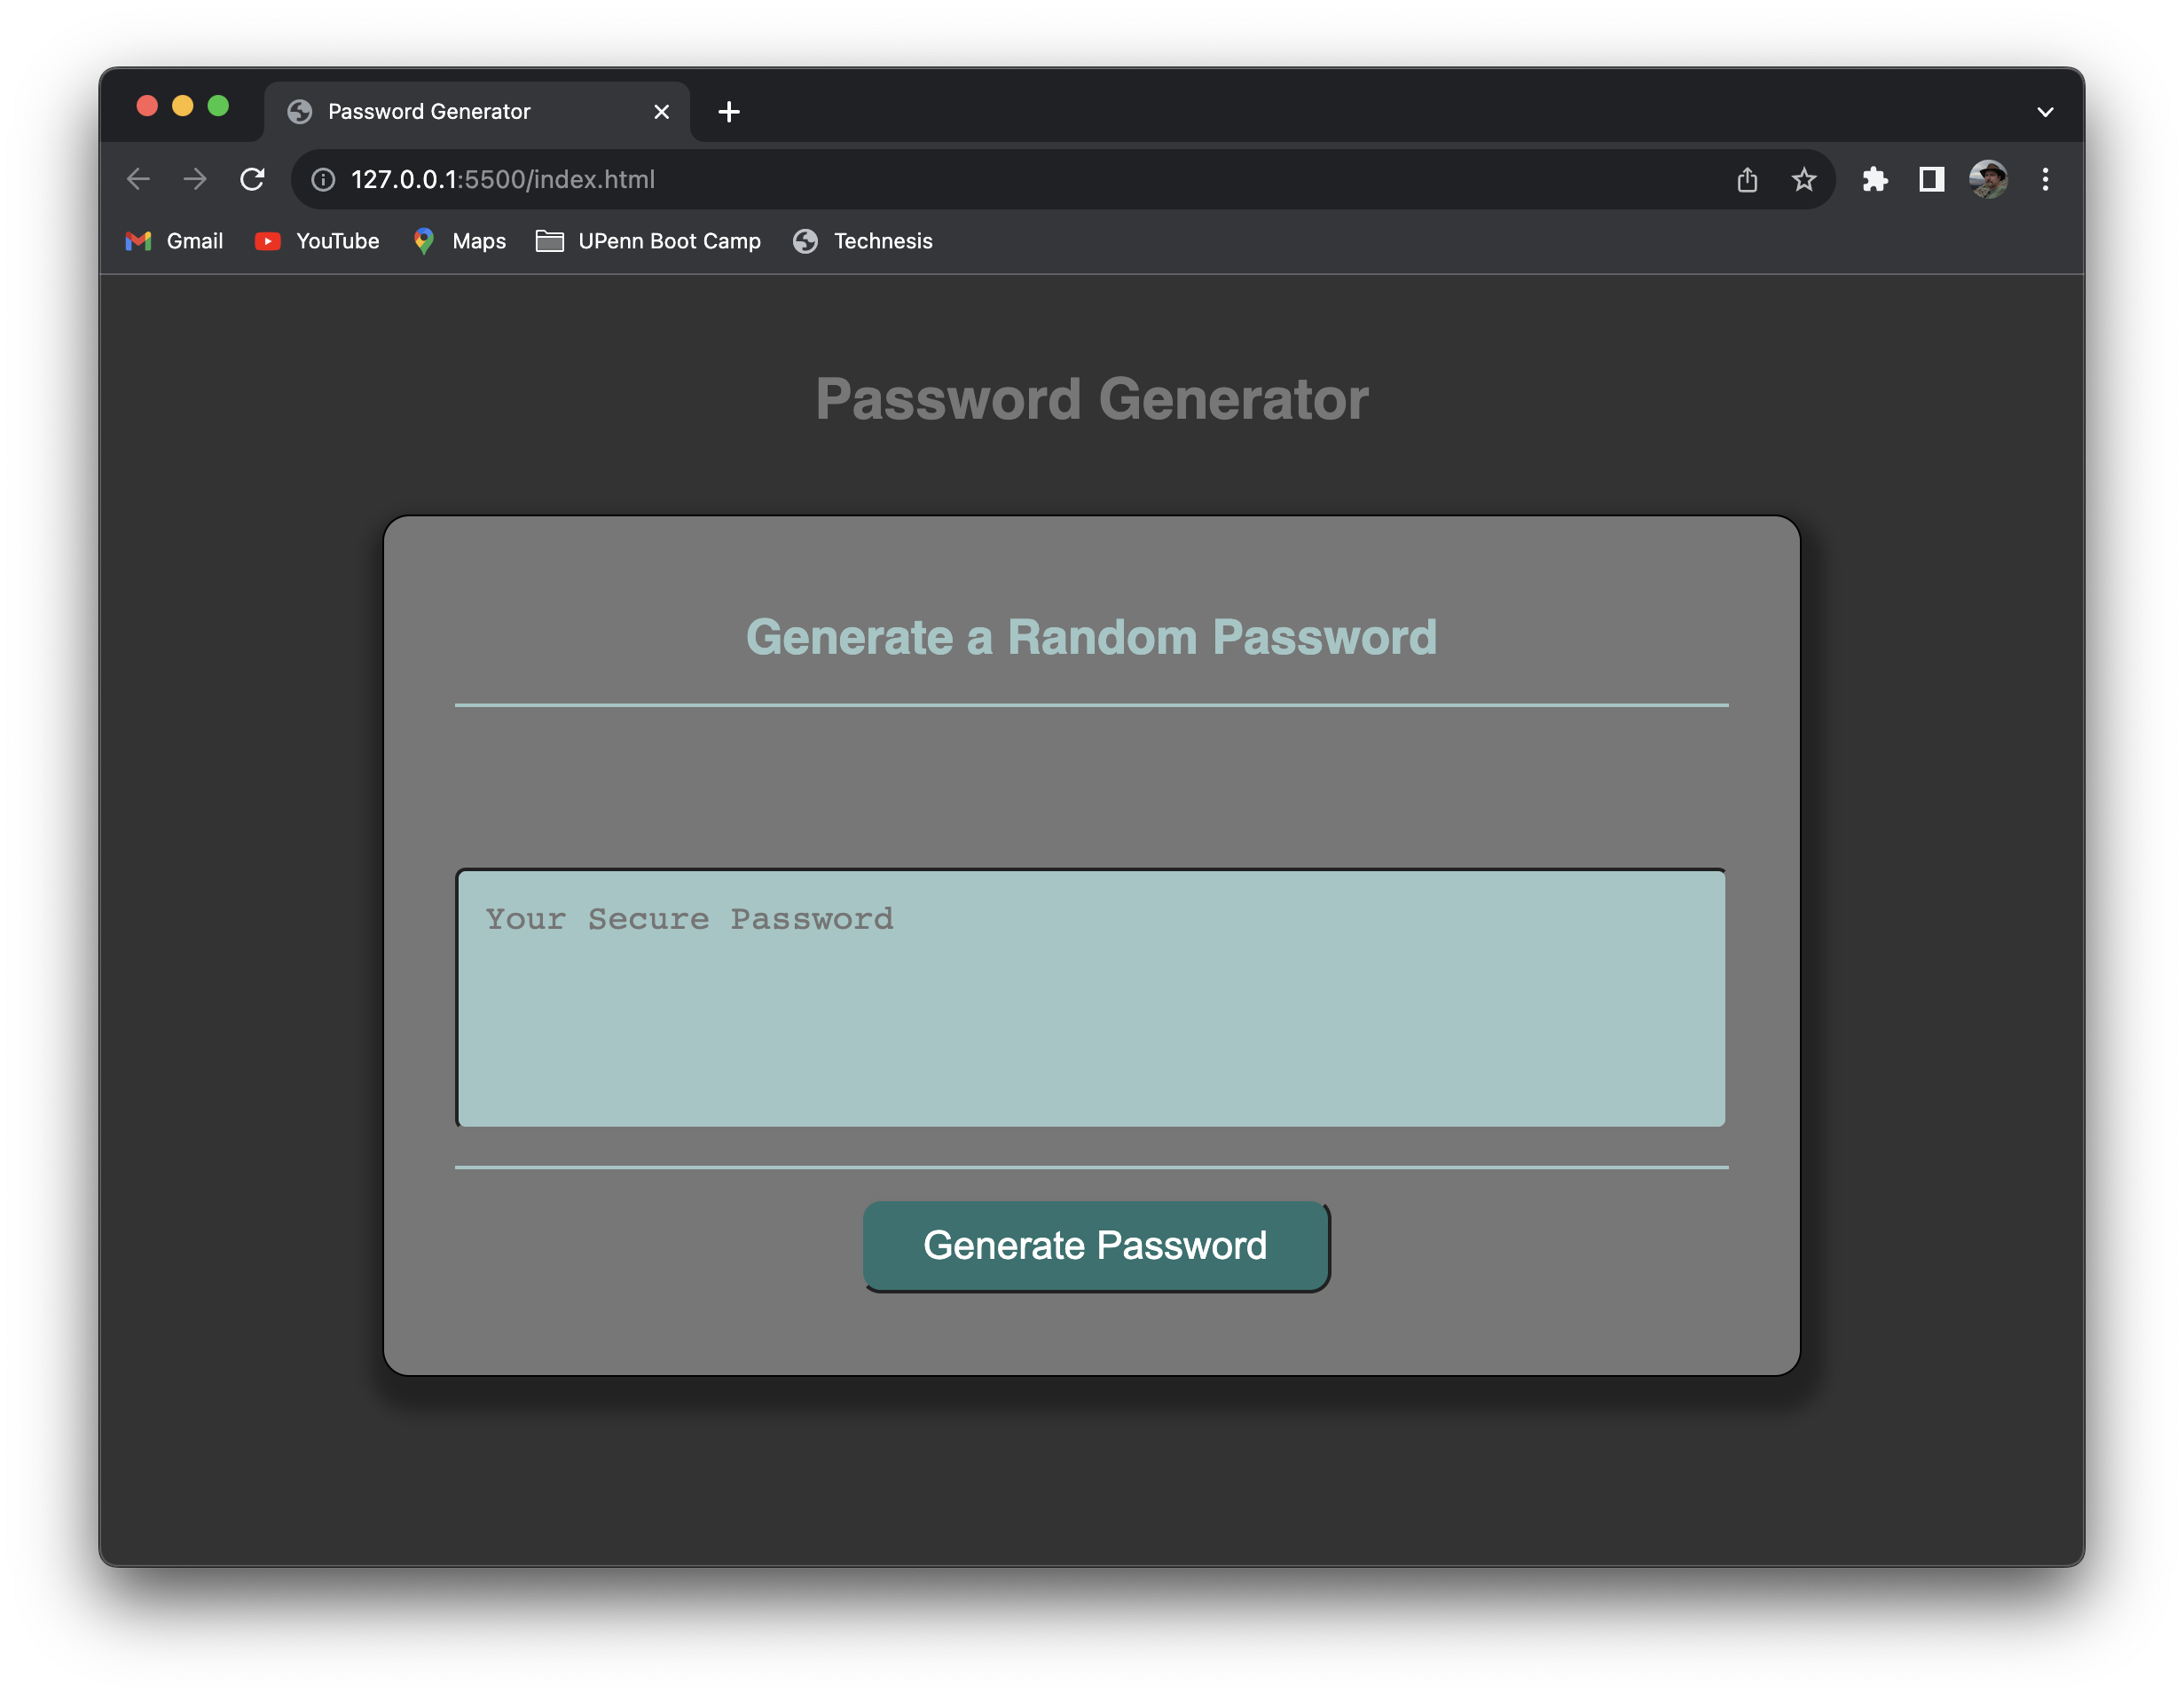 Password Generator
127.0.0.1:5500/index.html
Gmail YouTube Maps UPenn Boot Camp Technesis
Password Generator
Generate a Random Password
Your Secure Password
Generate Password